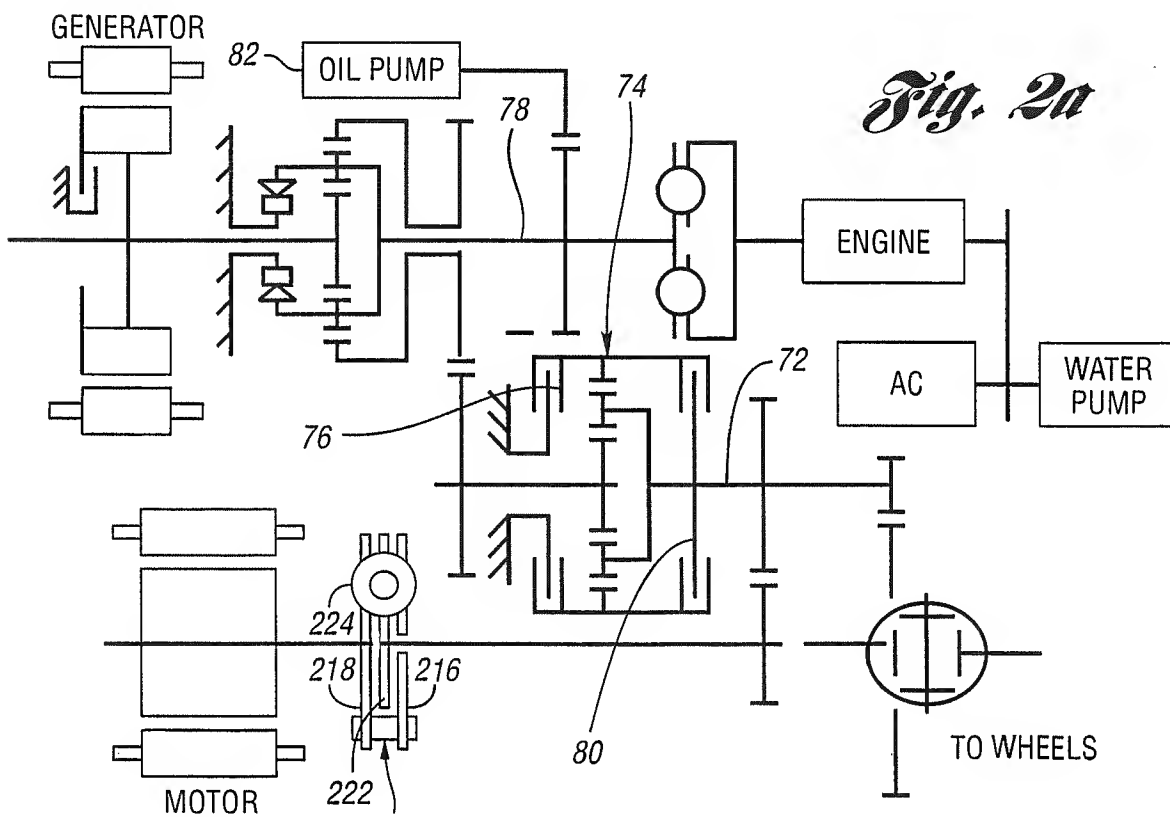 GENERATOR
82
OIL PUMP
78
74
Fig. 2a
ENGINE
AC
WATER
PUMP
72
76
224
218
216
222
80
TO WHEELS
MOTOR